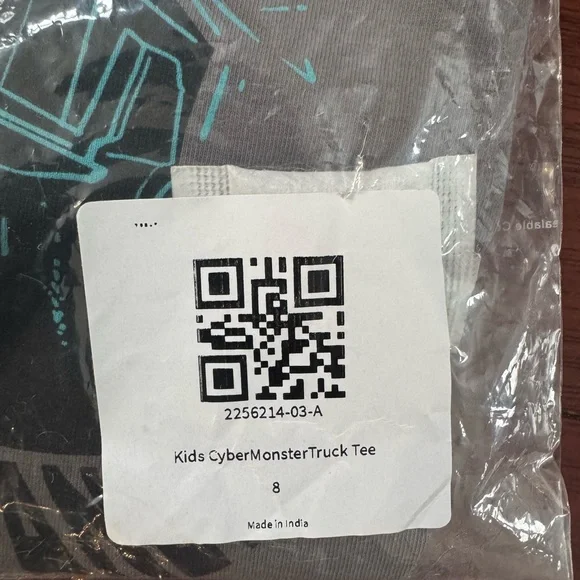 2256214-03-A
Kids CyberMonsterTruck Tee
8
Made in India